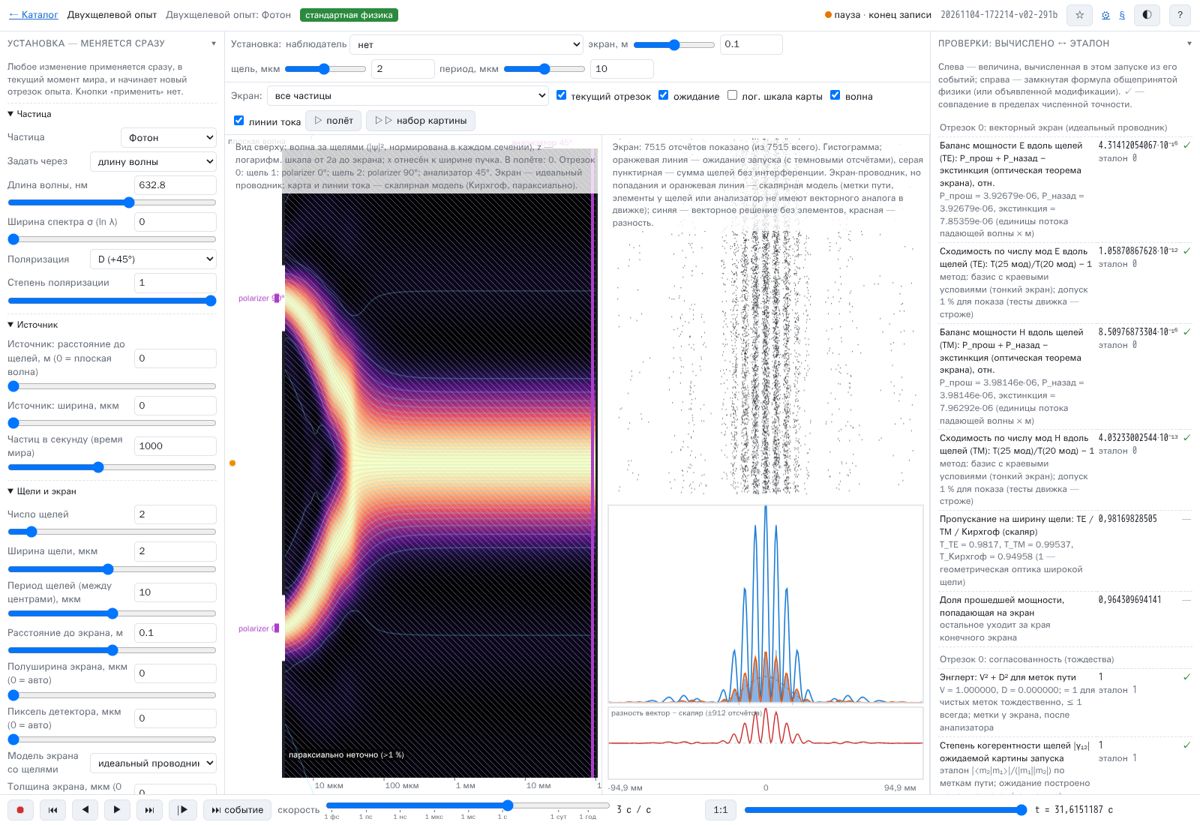 ← Каталог Двухщелевой опыт Двухщелевой опыт: Фотон стандартная физика
пауза · конец записи 20261104-172214-v02-291b ☆ ⚙ § ◐ ?
УСТАНОВКА — МЕНЯЕТСЯ СРАЗУ ▾
Любое изменение применяется сразу, в
текущий момент мира, и начинает новый
отрезок опыта. Кнопки «применить» нет.
▾ Частица
Частица Фотон
Задать через длину волны
Длина волны, нм 632.8
Ширина спектра σ (ln λ) 0
Поляризация D (+45°)
Степень поляризации 1
▾ Источник
Источник: расстояние до
щелей, м (0 = плоская
волна) 0
Источник: ширина, мкм 0
Частиц в секунду (время
мира) 1000
▾ Щели и экран
Число щелей 2
Ширина щели, мкм 2
Период щелей (между
центрами), мкм 10
Расстояние до экрана, м 0.1
Полуширина экрана, мкм
(0 = авто) 0
Пиксель детектора, мкм
(0 = авто) 0
Модель экрана
со щелями идеальный проводник
Толщина экрана, мкм (0
Установка: наблюдатель нет экран, м 0.1
щель, мкм 2 период, мкм 10
Экран: все частицы текущий отрезок ожидание лог. шкала карты волна
линии тока ▷ полёт ▷▷ набор картины
Вид сверху: волна за щелями (|ψ|², нормирована в каждом сечении), z —
логарифм. шкала от 2a до экрана; x отнесён к ширине пучка. В полёте: 0. Отрезок
0: щель 1: polarizer 0°; щель 2: polarizer 90°; анализатор 45°. Экран — идеальный
проводник; карта и линии тока — скалярная модель (Кирхгоф, параксиально).
polarizer 9
polarizer
параксиально неточно (>1 %)
10 мкм 100 мкм 1 мм 10 мм 1
Экран: 7515 отсчётов показано (из 7515 всего). Гистограмма;
оранжевая линия — ожидание запуска (с темновыми отсчётами), серая
пунктирная — сумма щелей без интерференции. Экран-проводник, но
попадания и оранжевая линия — скалярная модель (метки пути,
элементы у щелей или анализатор не имеют векторного аналога в
движке); синяя — векторное решение без элементов, красная —
разность.
разность вектор − скаляр (±912 отсчётов)
-94,9 мм 0 94,9 мм
ПРОВЕРКИ: ВЫЧИСЛЕНО ↔ ЭТАЛОН ▾
Слева — величина, вычисленная в этом запуске из его
событий; справа — замкнутая формула общепринятой
физики (или объявленной модификации). ✓ —
совпадение в пределах численной точности.
Отрезок 0: векторный экран (идеальный проводник)
Баланс мощности E вдоль щелей 4.31412054067·10⁻¹⁶ ✓
(TE): P_прош + P_назад − эталон 0
экстинкция (оптическая теорема
экрана), отн.
P_прош = 3.92679e-06, P_назад =
3.92679e-06, экстинкция =
7.85359e-06 (единицы потока
падающей волны × м)
Сходимость по числу мод E вдоль 1.05870867628·10⁻¹² ✓
щелей (TE): T(25 мод)/T(20 мод) − 1 эталон 0
метод: базис с краевыми
условиями (тонкий экран); допуск
1 % для показа (тесты движка —
строже)
Баланс мощности H вдоль щелей 8.50976873304·10⁻¹⁶ ✓
(TM): P_прош + P_назад − эталон 0
экстинкция (оптическая теорема
экрана), отн.
P_прош = 3.98146e-06, P_назад =
3.98146e-06, экстинкция =
7.96292e-06 (единицы потока
падающей волны × м)
Сходимость по числу мод H вдоль 4.03233002544·10⁻¹³ ✓
щелей (TM): T(25 мод)/T(20 мод) − 1 эталон 0
метод: базис с краевыми
условиями (тонкий экран); допуск
1 % для показа (тесты движка —
строже)
Пропускание на ширину щели: TE / 0,98169828505 —
TM / Кирхгоф (скаляр)
T_TE = 0.9817, T_TM = 0.99537,
T_Кирхгоф = 0.94958 (1 —
геометрическая оптика широкой
щели)
Доля прошедшей мощности, 0,964309694141 —
попадающая на экран
остальное уходит за края
конечного экрана
Отрезок 0: согласованность (тождества)
Энглерт: V² + D² для меток пути 1 ✓
V = 1.000000, D = 0.000000; = 1 для эталон 1
чистых меток тождественно, ≤ 1
всегда; метки у экрана, после
анализатора
Степень когерентности щелей |γ₁₂| 1 ✓
ожидаемой картины запуска эталон 1
эталон |⟨m₂|m₁⟩|/(|m₁||m₂|) по
меткам пути; ожидание построено
⏺ ⏮ ◀ ▶ ⏭ |▶ ⏭ событие скорость 3 с / с 1:1 t = 31,6151187 с
1 фс 1 пс 1 нс 1 мкс 1 мс 1 с 1 сут 1 год